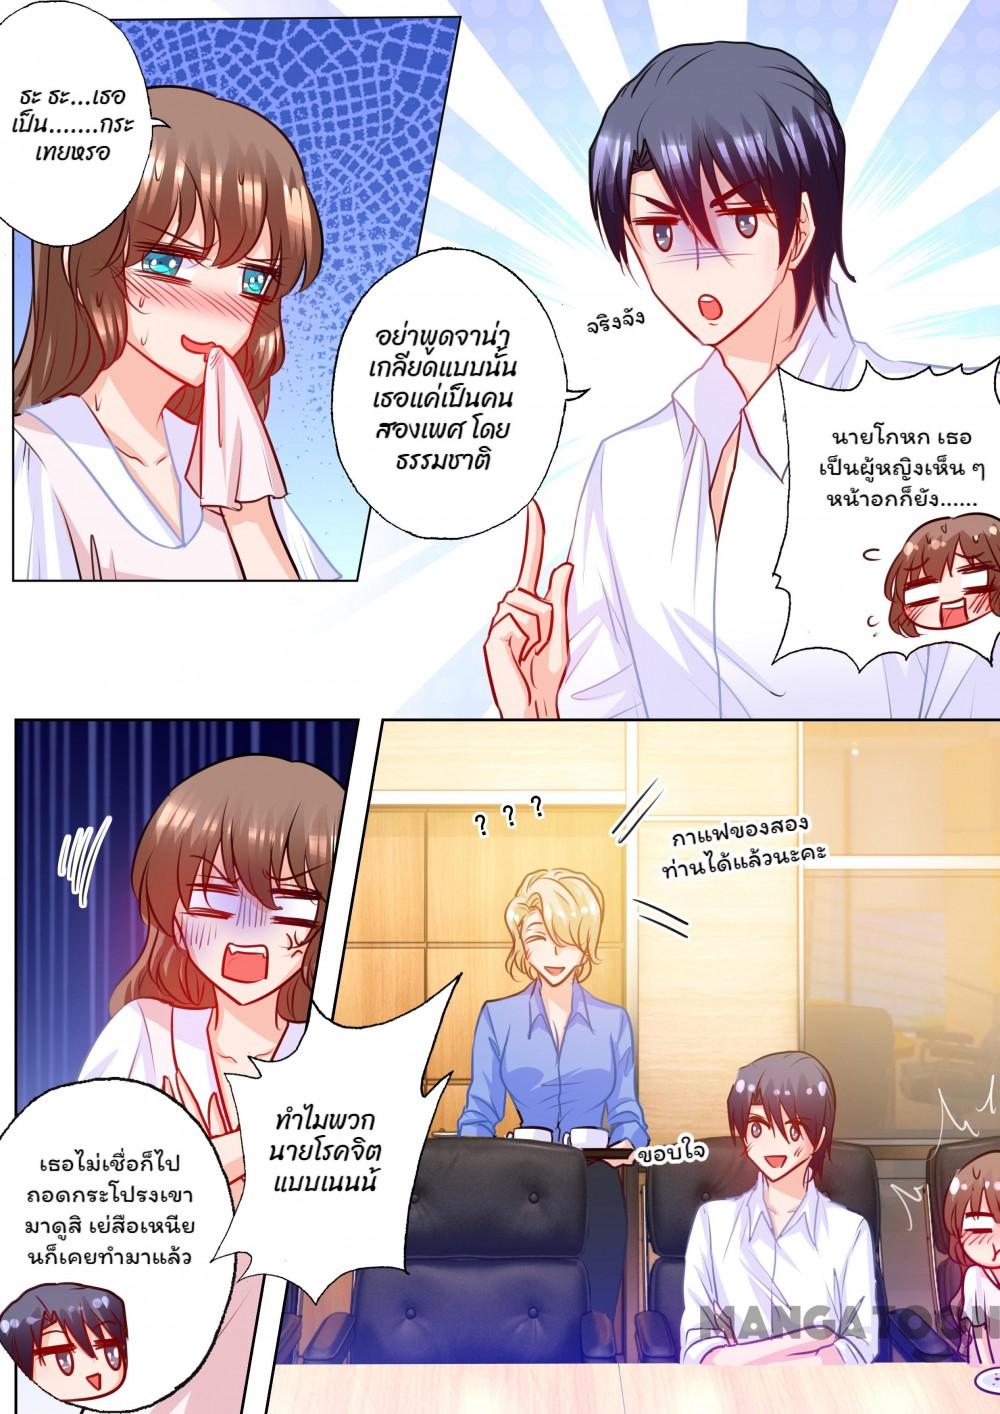 ธะ ธะ...เธอ
เป็น.......กระ
เทยหรอ
อย่าพูดจาน่า
เกลียดแบบนั้น
เธอแค่เป็นคน
สองเพศ โดย
ธรรมชาติ
จริงจัง
นายโกหก เธอ
เป็นผู้หญิงเห็น ๆ
หน้าอกก็ยัง......
? ? ?
กาแฟของสอง
ท่านได้แล้วนะคะ
ทำไมพวก
นายโรคจิต
แบบเนนน้
ขอบใจ
เธอไม่เชื่อก็ไป
ถอดกระโปรงเขา
มาดูสิ เย่สือเหนีย
นก็เคยทำมาแล้ว
MANGATOON